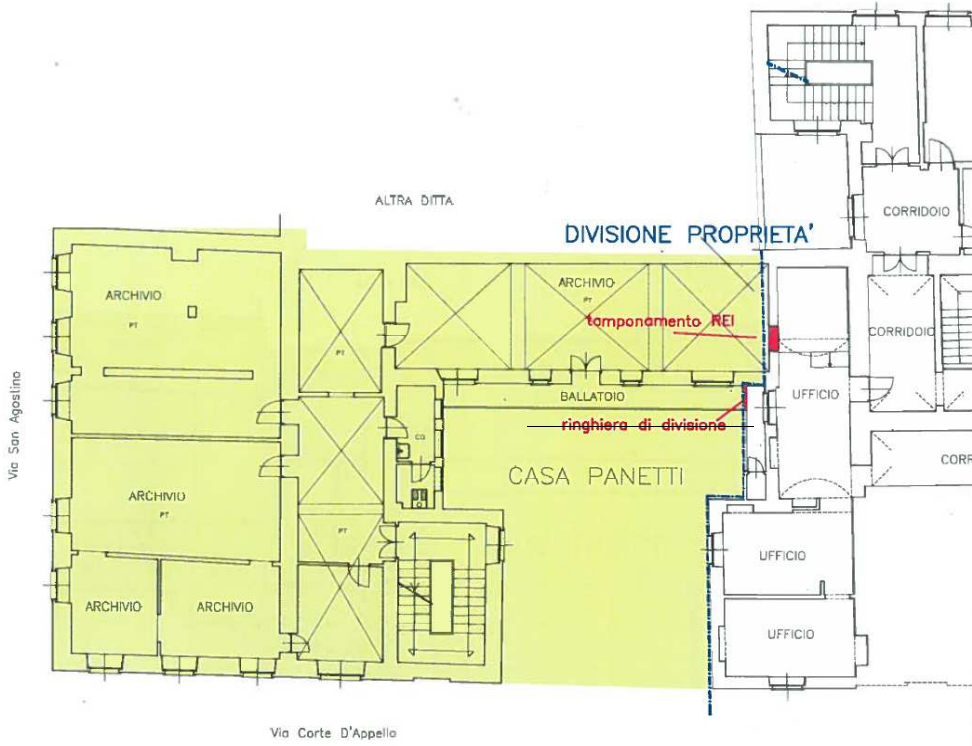 ALTRA DITTA
CORRIDOIO
DIVISIONE PROPRIETA'
ARCHIVIO
PT
ARCHIVIO
PT
tamponamento REI
CORRIDOIO
PT
BALLATOIO
UFFICIO
ringhiera di divisione
Via San Agostino
CASA PANETTI
CORR
ARCHIVIO
PT
PT
UFFICIO
ARCHIVIO
ARCHIVIO
UFFICIO
Via Corte D'Appello